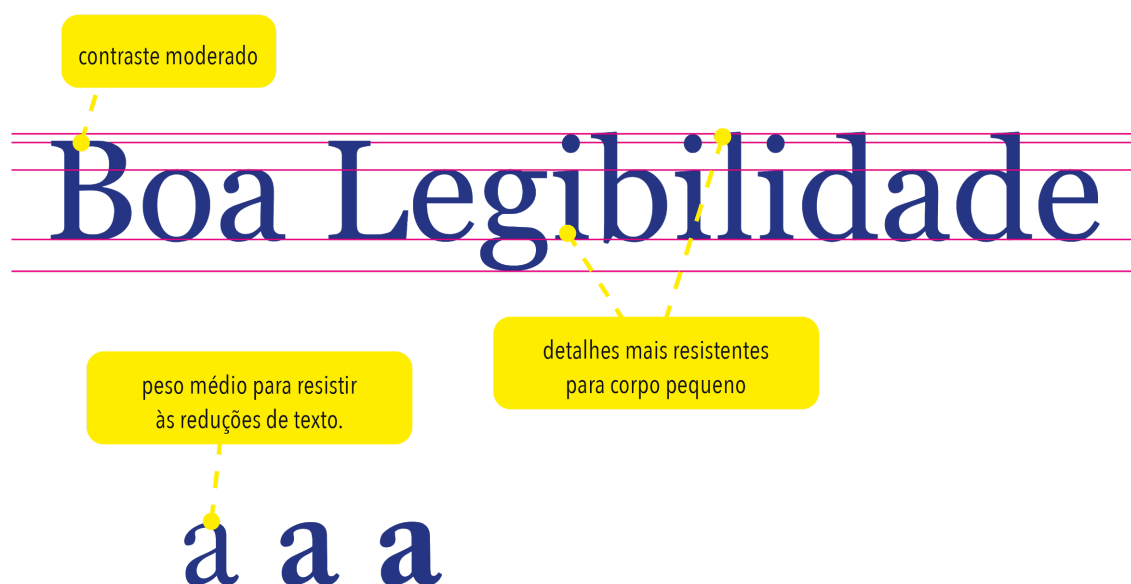 contraste moderado
Boa Legibilidade
detalhes mais resistentes
para corpo pequeno
peso médio para resistir
às reduções de texto.
a a a